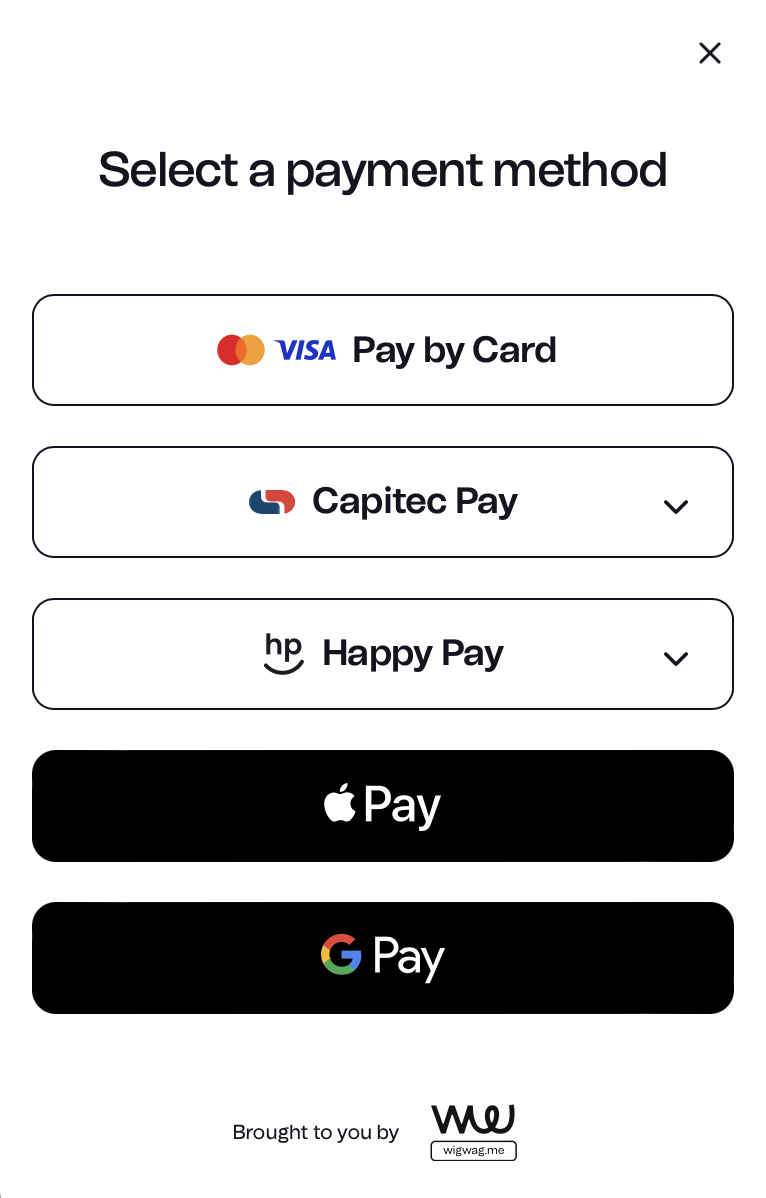 Select a payment method
VISA Pay by Card
Capitec Pay
hp Happy Pay
Pay
G Pay
Brought to you by
wigwag.me